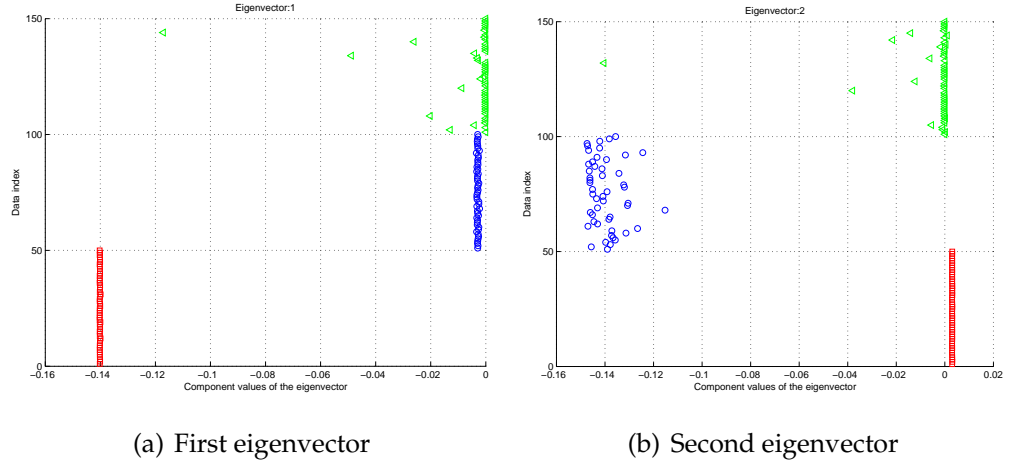 Eigenvector:1
150
100
50
0
Data index
−0.16 −0.14 −0.12 −0.1 −0.08 −0.06 −0.04 −0.02 0
Component values of the eigenvector
(a) First eigenvector
Eigenvector:2
150
100
50
0
Data index
−0.16 −0.14 −0.12 −0.1 −0.08 −0.06 −0.04 −0.02 0 0.02
Component values of the eigenvector
(b) Second eigenvector